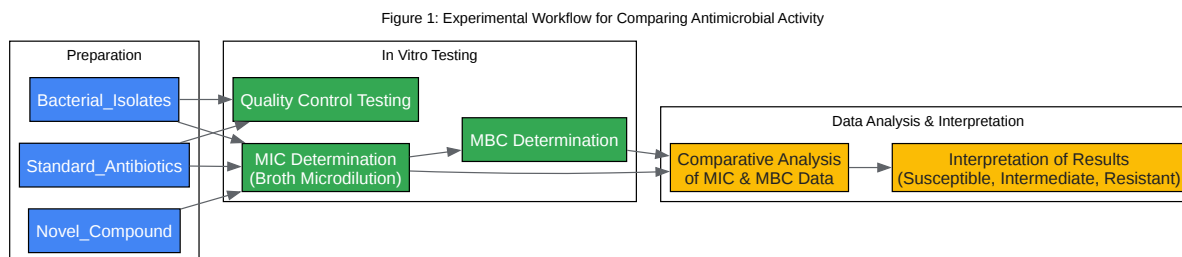 Figure 1: Experimental Workflow for Comparing Antimicrobial Activity
Preparation
Bacterial_Isolates
Standard_Antibiotics
Novel_Compound
In Vitro Testing
Quality Control Testing
MIC Determination
(Broth Microdilution)
MBC Determination
Data Analysis & Interpretation
Comparative Analysis
of MIC & MBC Data
Interpretation of Results
(Susceptible, Intermediate, Resistant)